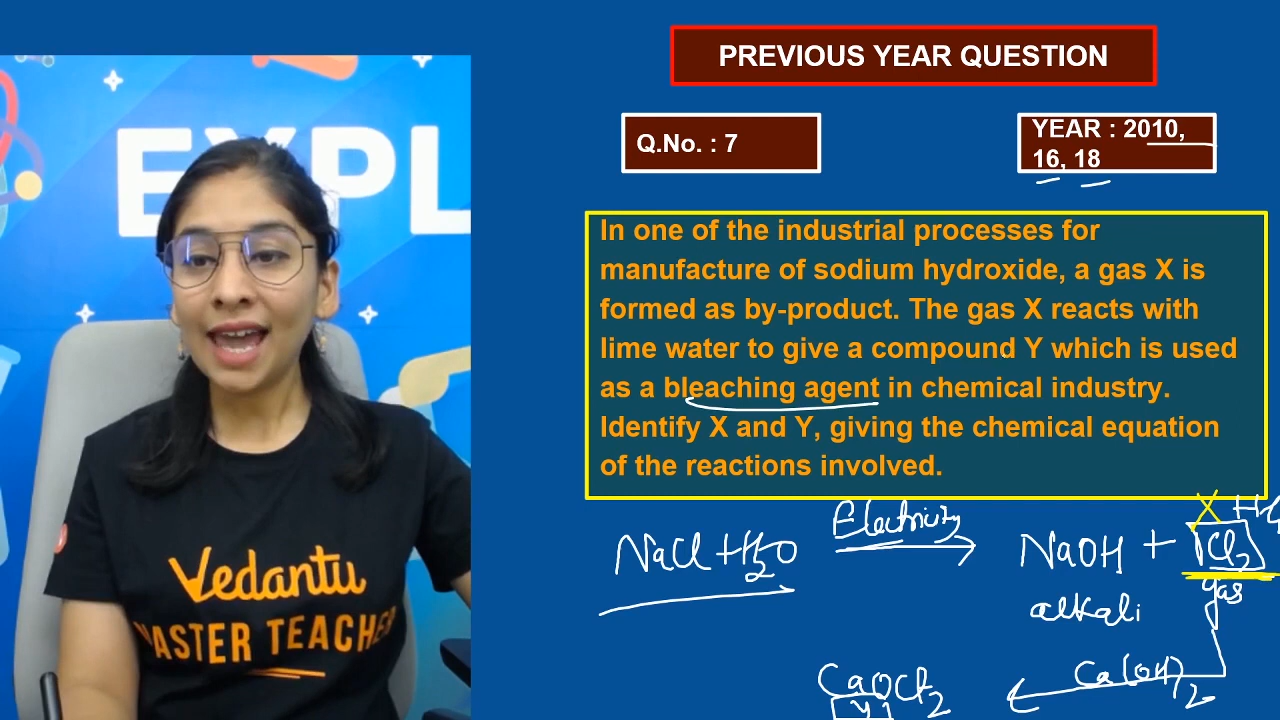 EXPL
PREVIOUS YEAR QUESTION
Q.No. : 7
YEAR : 2010,
16, 18
In one of the industrial processes for
manufacture of sodium hydroxide, a gas X is
formed as by-product. The gas X reacts with
lime water to give a compound Y which is used
as a bleaching agent in chemical industry.
Identify X and Y, giving the chemical equation
of the reactions involved.
X
NaCl + H2O Electricity NaOH + Cl2
gas
alkali
Ca(OH)2
CaOCl2
Y
Vedantu
MASTER TEACHER